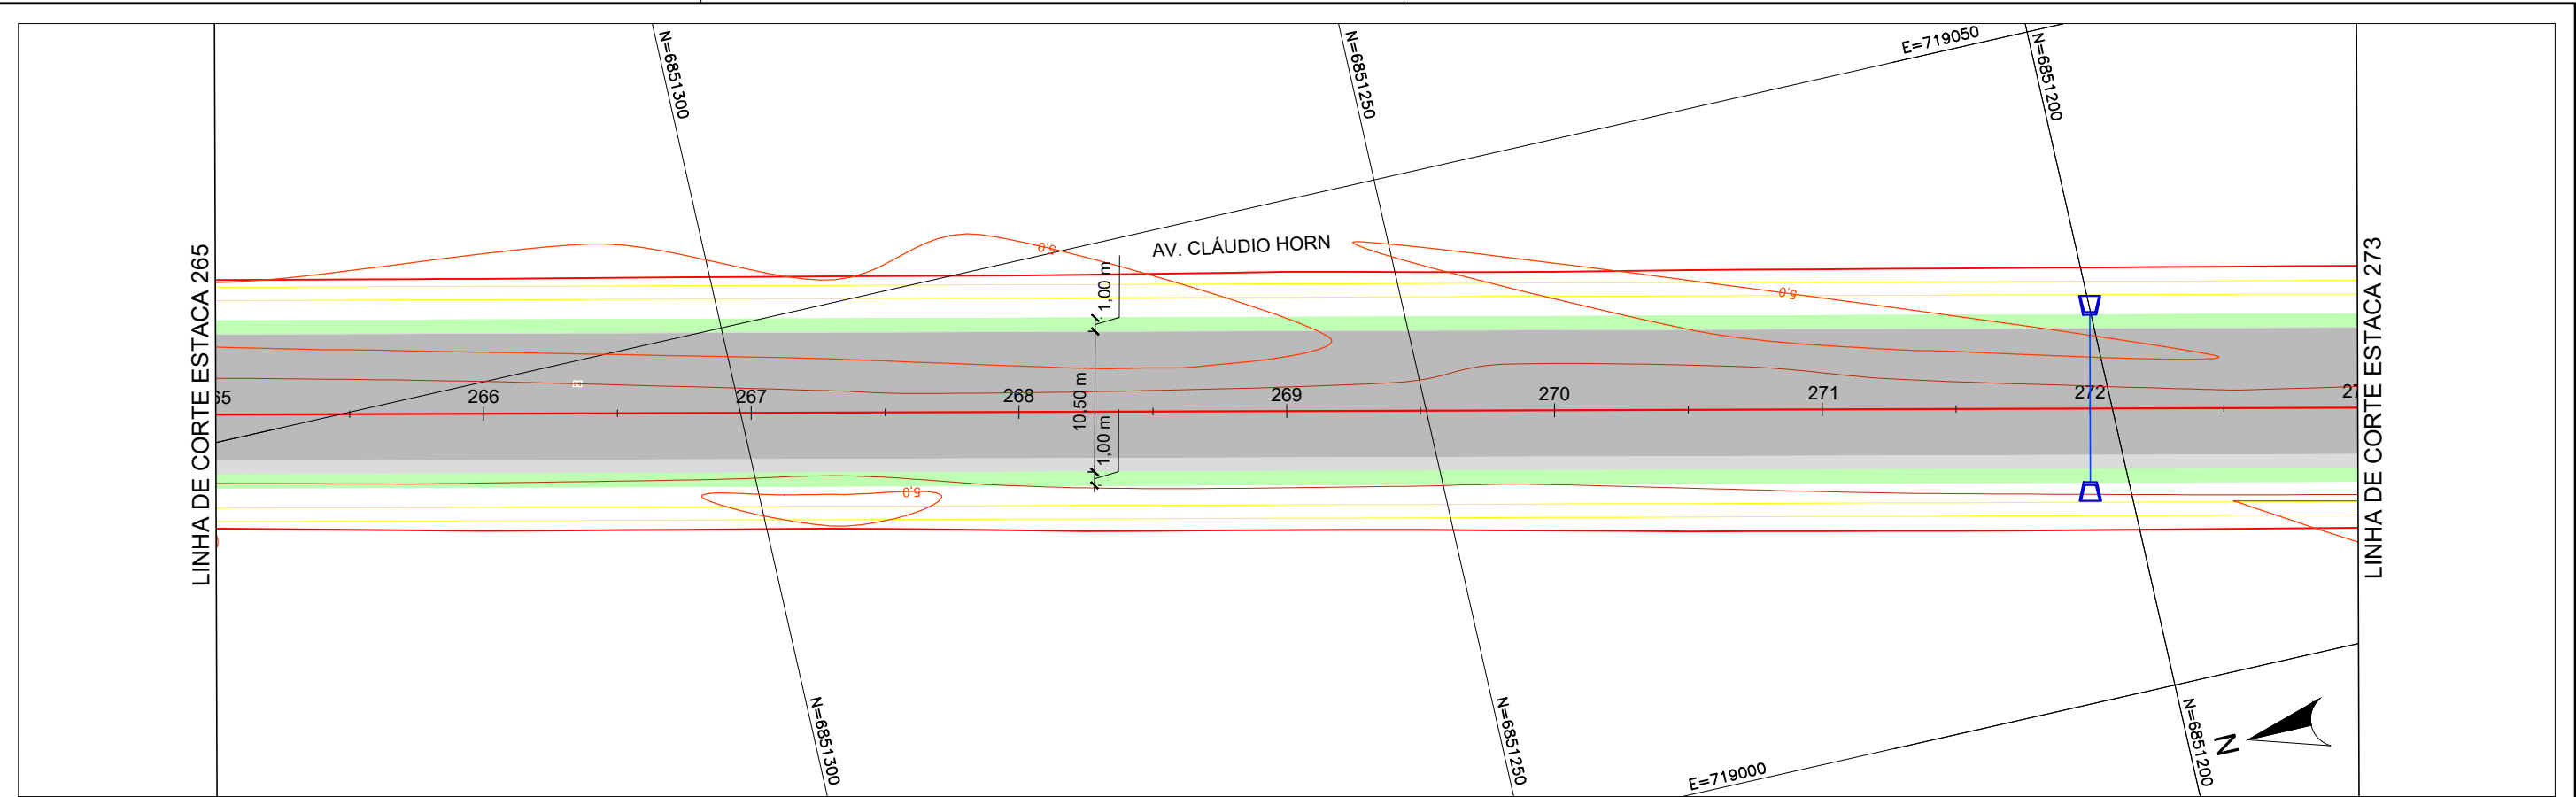 N=6851300
N=6851250
E=719050
N=6851200
5,0
AV. CLÁUDIO HORN
1,00 m
5,0
LINHA DE CORTE ESTACA 265
LINHA DE CORTE ESTACA 273
65
266
267
268
10,50 m
269
270
271
272
27
1,00 m
5,0
N=6851300
N=6851250
N=6851200
N
E=719000